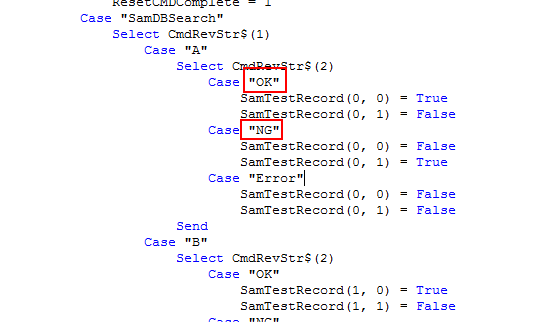 ResetCMDComplete = 1
Case "SamDBSearch"
Select CmdRevStr$(1)
Case "A"
Select CmdRevStr$(2)
Case "OK"
SamTestRecord(0, 0) = True
SamTestRecord(0, 1) = False
Case "NG"
SamTestRecord(0, 0) = False
SamTestRecord(0, 1) = True
Case "Error"
SamTestRecord(0, 0) = False
SamTestRecord(0, 1) = False
Send
Case "B"
Select CmdRevStr$(2)
Case "OK"
SamTestRecord(1, 0) = True
SamTestRecord(1, 1) = False
Case "NG"